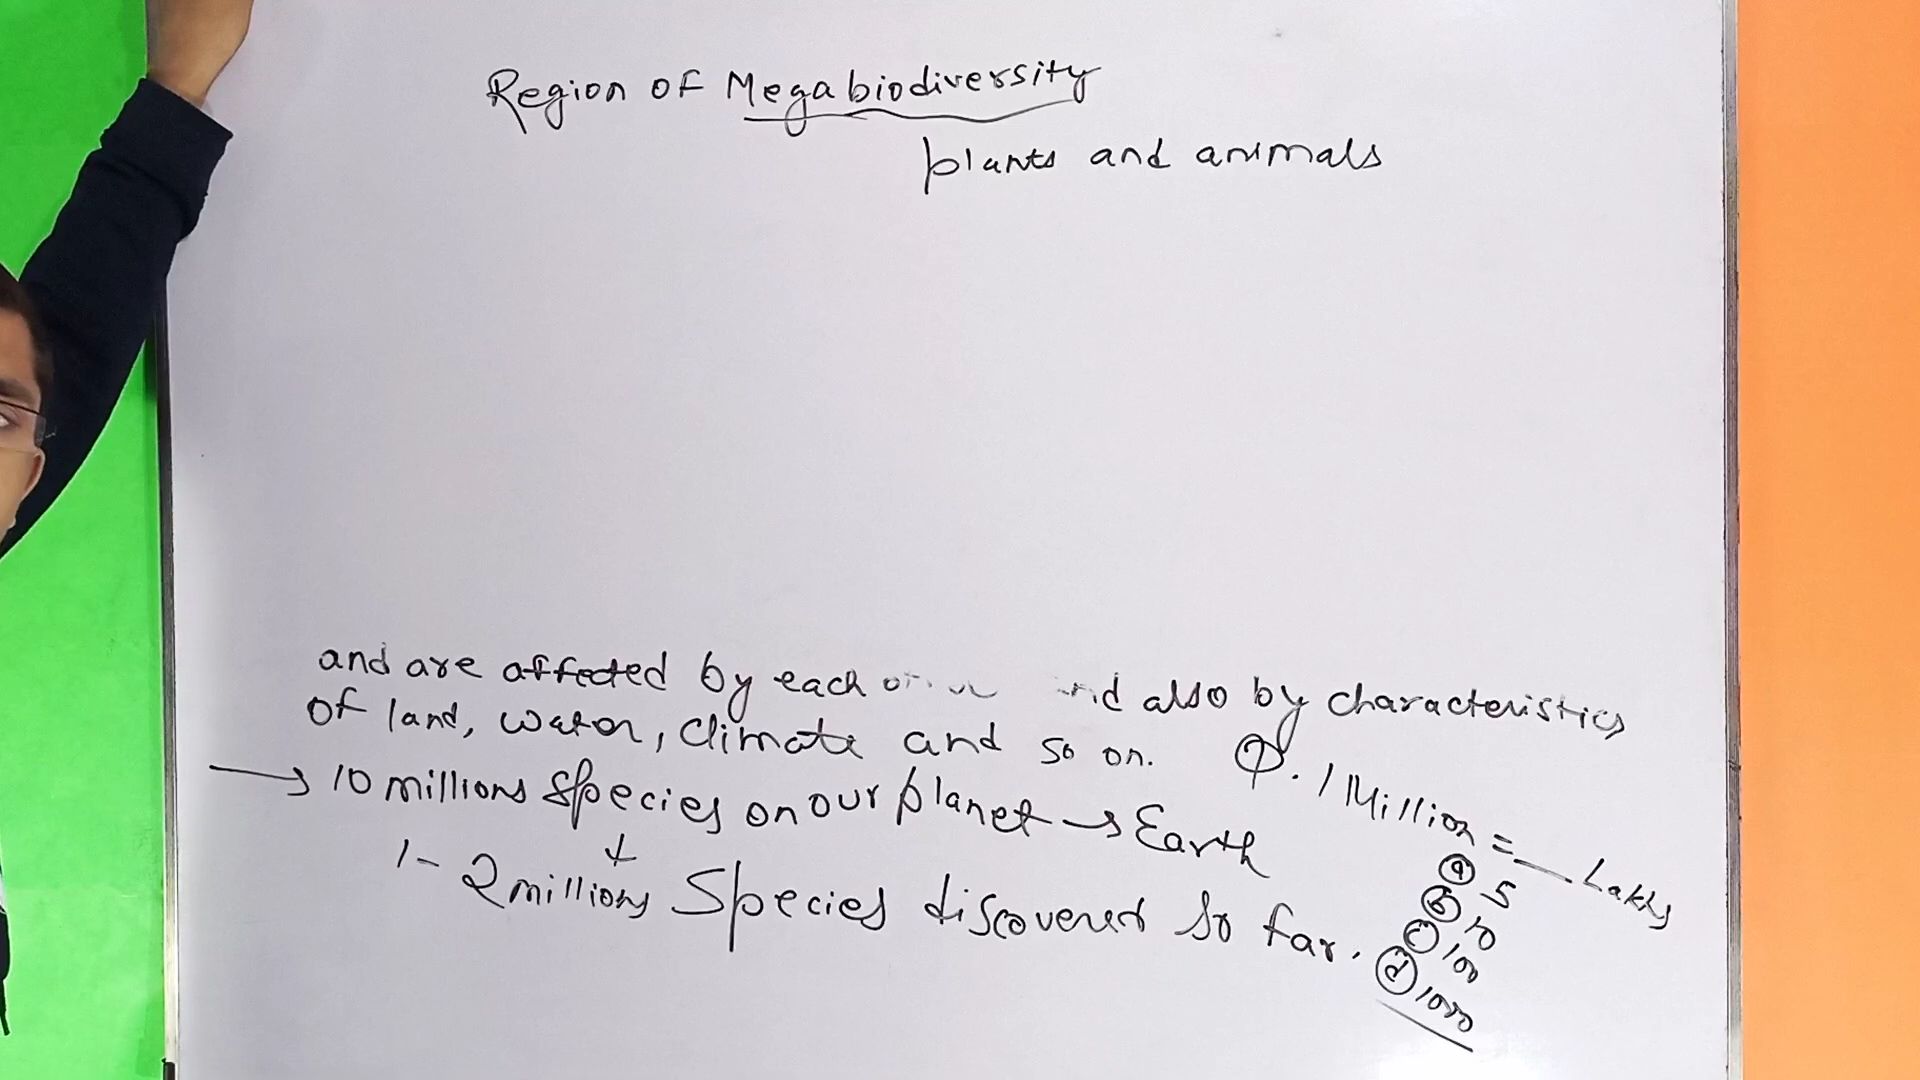 Region of Megabiodiversity
plants and animals
and are affected by each and also by characteristics
of land, water, climate and so on.
→ 10 millions species on our planet → Earth
↓
1-2 millions species discovered so far.
Q. 1 Million = __ Lakhs
(a) 5
(b) 10
(c) 100
(d) 1000